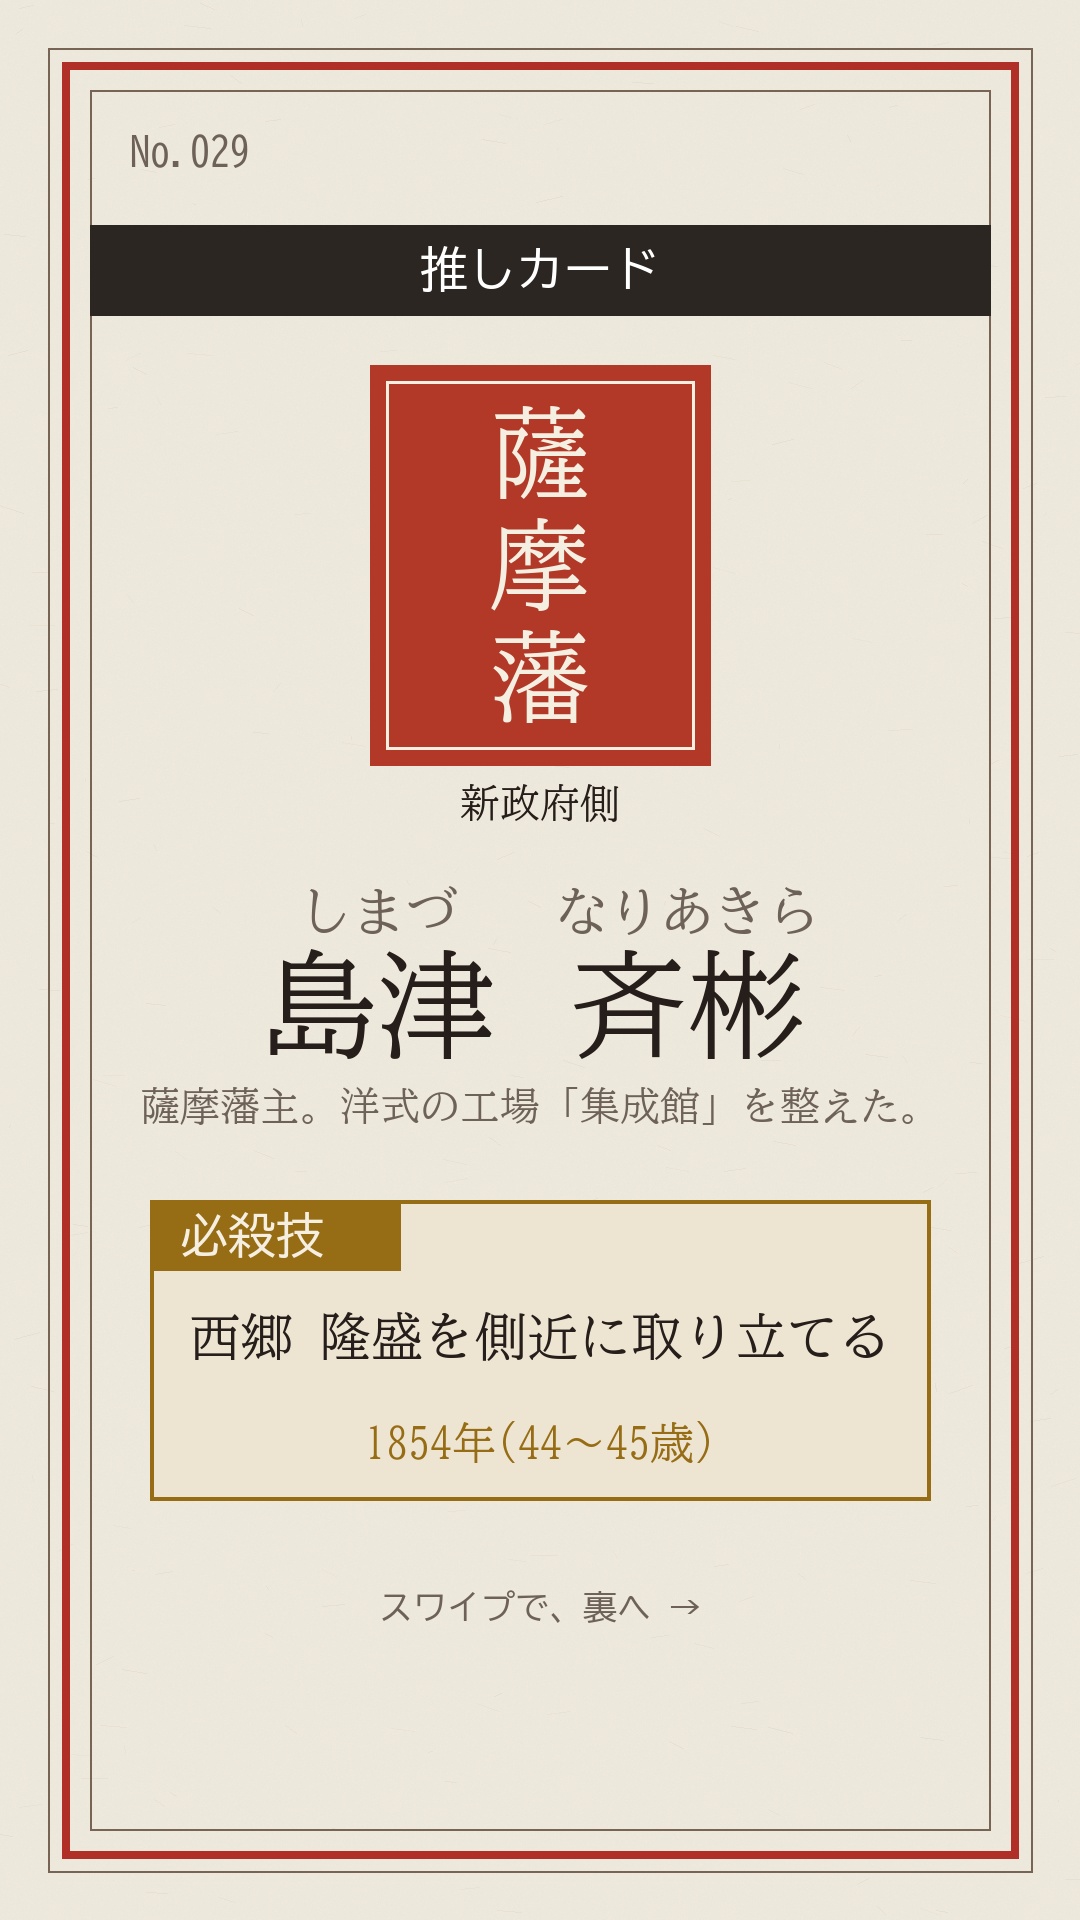 No.029
推しカード
薩摩藩
新政府側
しまづ なりあきら
島津 斉彬
薩摩藩主。洋式の工場「集成館」を整えた。
必殺技
西郷 隆盛を側近に取り立てる
1854年(44〜45歳)
スワイプで、裏へ →